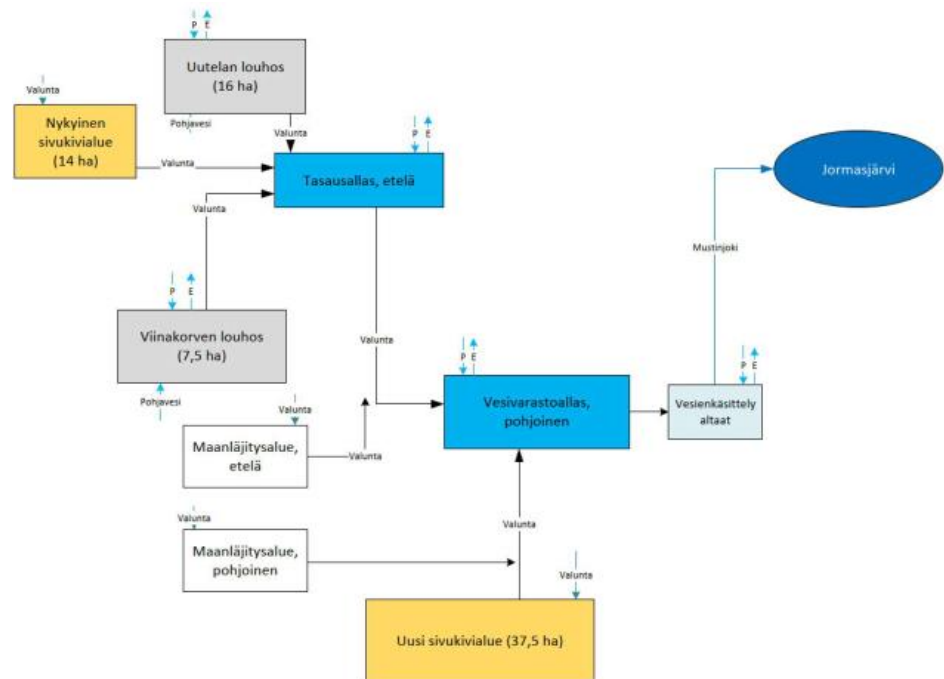 P E
Uutelan louhos
(16 ha)
Valunta
Nykyinen
sivukivialue
(14 ha)
Pohjavesi
Valunta
P E
Valunta
Tasausallas, etelä
Jormasjärvi
Valunta
Mustinjoki
P E
Viinakorven louhos
(7,5 ha)
Valunta
P E
P E
Pohjavesi
Valunta
Vesivarastoallas,
pohjoinen
Vesienkäsittely
altaat
Maanläjitysalue,
etelä
Valunta
Valunta
Maanläjitysalue,
pohjoinen
Valunta
Valunta
Uusi sivukivialue (37,5 ha)